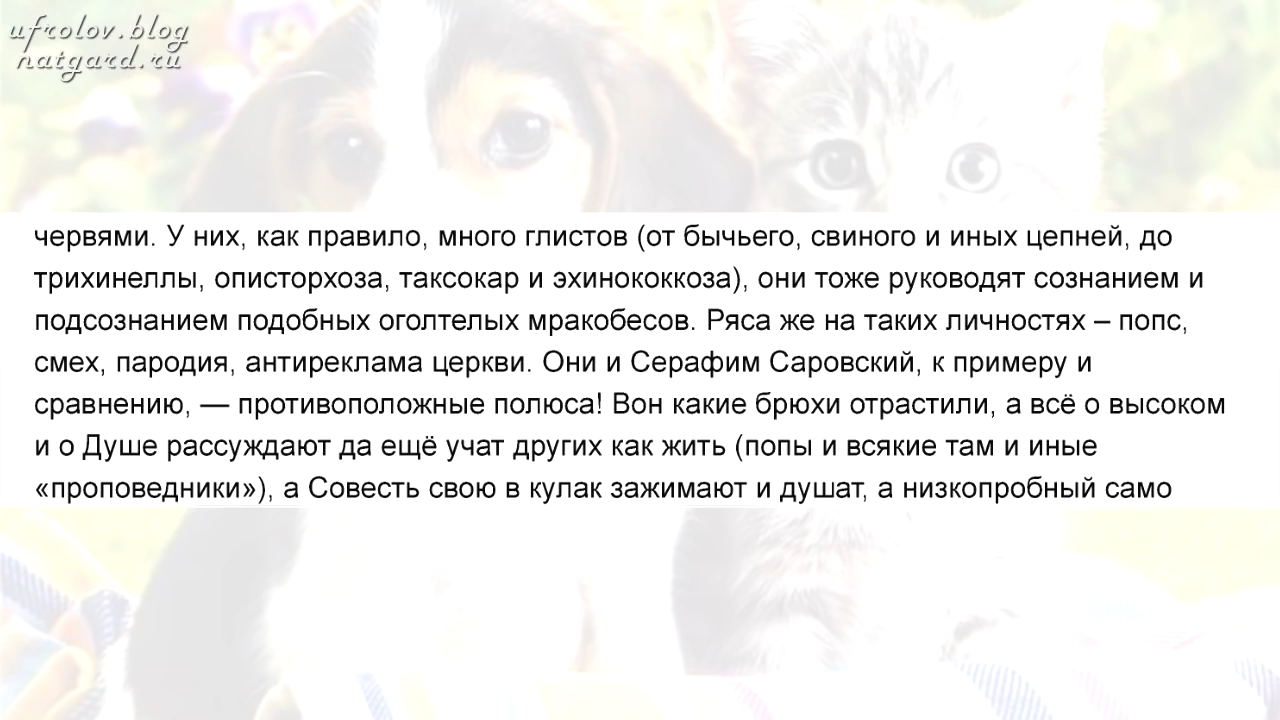 ufrolov.blog
natgard.ru
червями. У них, как правило, много глистов (от бычьего, свиного и иных цепней, до
трихинеллы, описторхоза, таксокар и эхинококкоза), они тоже руководят сознанием и
подсознанием подобных оголтелых мракобесов. Ряса же на таких личностях – попс,
смех, пародия, антиреклама церкви. Они и Серафим Саровский, к примеру и
сравнению, — противоположные полюса! Вон какие брюхи отрастили, а всё о высоком
и о Душе рассуждают да ещё учат других как жить (попы и всякие там и иные
«проповедники»), а Совесть свою в кулак зажимают и душат, а низкопробный само